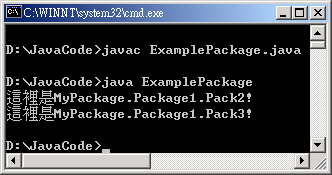 C:\WINNT\system32\cmd.exe
D:\JavaCode>javac ExamplePackage.java
D:\JavaCode>java ExamplePackage
這裡是MyPackage.Package1.Pack2!
這裡是MyPackage.Package1.Pack3!
D:\JavaCode>_